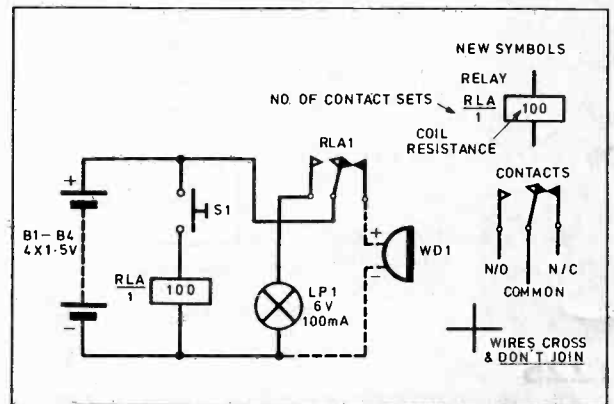 NEW SYMBOLS
RELAY
NO. OF CONTACT SETS
RLA
1
100
COIL
RESISTANCE
RLA1
CONTACTS
N/O
N/C
COMMON
+
B1-B4
4X1·5V
-
S1
RLA
1
100
LP1
6V
100mA
+
-
WD1
WIRES CROSS
& DON'T JOIN